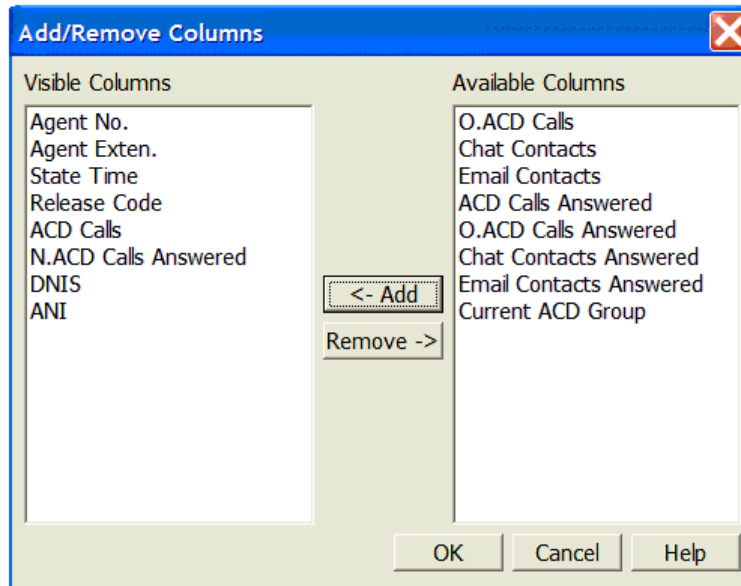 Add/Remove Columns
Visible Columns
Agent No.
Agent Exten.
State Time
Release Code
ACD Calls
N.ACD Calls Answered
DNIS
ANI
<- Add
Remove ->
Available Columns
O.ACD Calls
Chat Contacts
Email Contacts
ACD Calls Answered
O.ACD Calls Answered
Chat Contacts Answered
Email Contacts Answered
Current ACD Group
OK
Cancel
Help